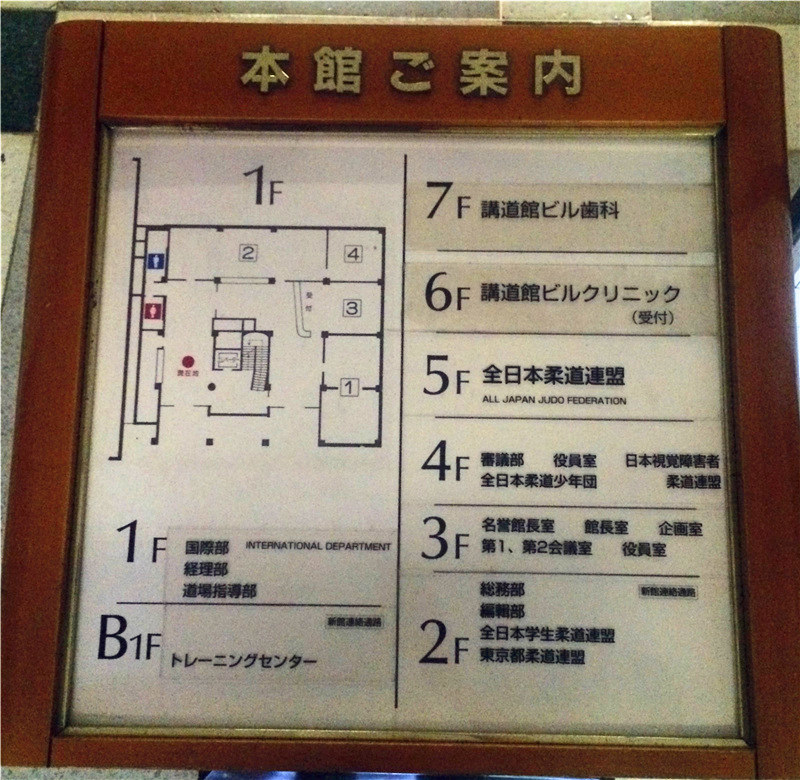 本館ご案内
1F
2
4
受付
3
1
現在地
1F 国際部 INTERNATIONAL DEPARTMENT
経理部
道場指導部
B1F 新館連絡通路
トレーニングセンター
7F 講道館ビル歯科
6F 講道館ビルクリニック
(受付)
5F 全日本柔道連盟
ALL JAPAN JUDO FEDERATION
4F 審議部 役員室 日本視覚障害者
全日本柔道少年団 柔道連盟
3F 名誉館長室 館長室 企画室
第1、第2会議室 役員室
2F 総務部 新館連絡通路
編輯部
全日本学生柔道連盟
東京都柔道連盟